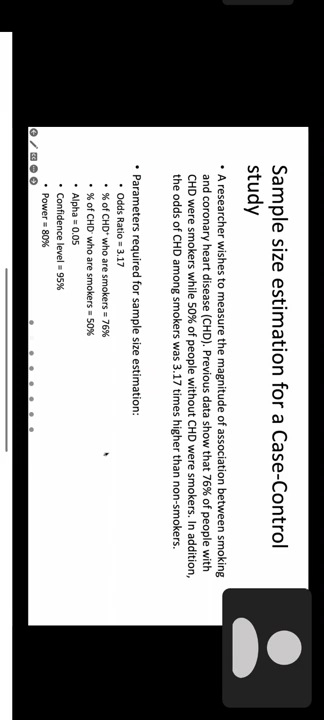 Sample size estimation for a Case-Control
study
• A researcher wishes to measure the magnitude of association between smoking
and coronary heart disease (CHD). Previous data show that 76% of people with
CHD were smokers while 50% of people without CHD were smokers. In addition,
the odds of CHD among smokers was 3.17 times higher than non-smokers.
• Parameters required for sample size estimation:
• Odds Ratio = 3.17
• % of CHD⁺ who are smokers = 76%
• % of CHD⁻ who are smokers = 50%
• Alpha = 0.05
• Confidence level = 95%
• Power = 80%